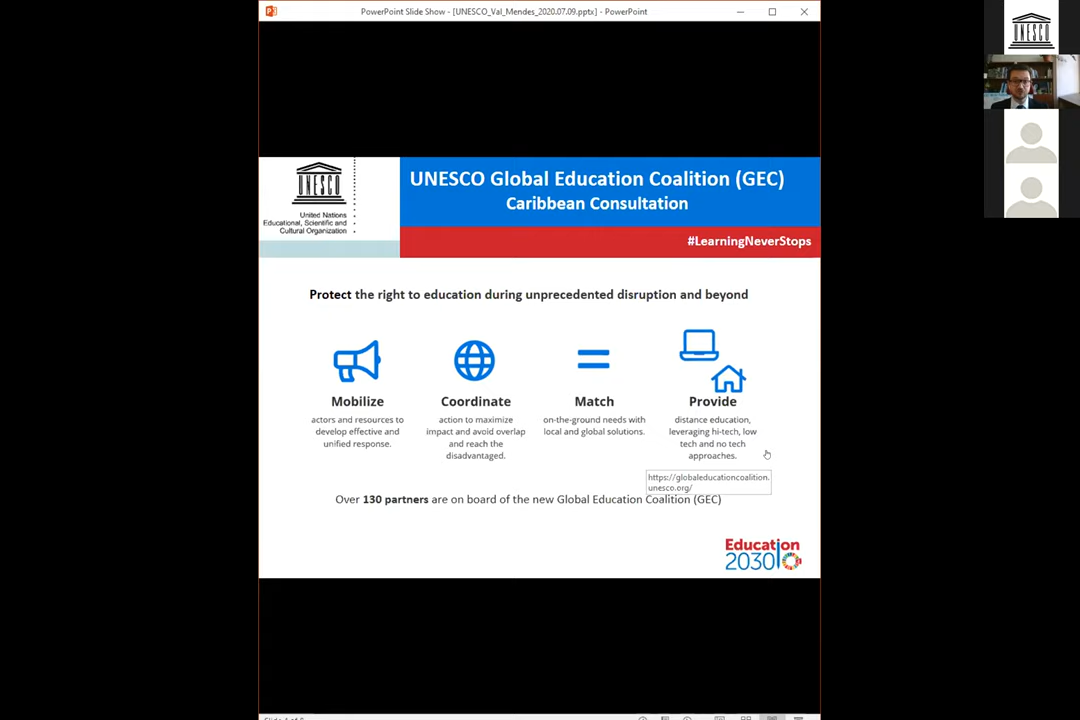 PowerPoint Slide Show - [UNESCO_Val_Mendes_2020.07.09.pptx] - PowerPoint
UNESCO
UNESCO
United Nations
Educational, Scientific and
Cultural Organization
UNESCO Global Education Coalition (GEC)
Caribbean Consultation
#LearningNeverStops
Protect the right to education during unprecedented disruption and beyond
Mobilize
actors and resources to
develop effective and
unified response.
Coordinate
action to maximize
impact and avoid overlap
and reach the
disadvantaged.
Match
on-the-ground needs with
local and global solutions.
Provide
distance education,
leveraging hi-tech, low
tech and no tech
approaches.
https://globaleducationcoalition.
unesco.org/
Over 130 partners are on board of the new Global Education Coalition (GEC)
Education
2030